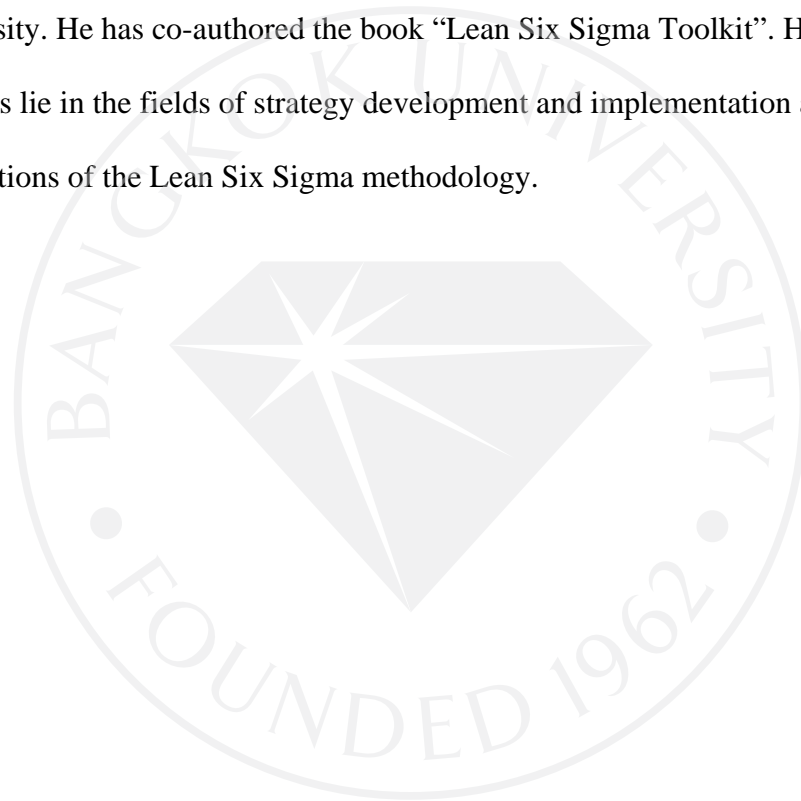 sity. He has co-authored the book “Lean Six Sigma Toolkit”. H
s lie in the fields of strategy development and implementation a
tions of the Lean Six Sigma methodology.
BANGKOK UNIVERSITY
• FOUNDED 1962 •